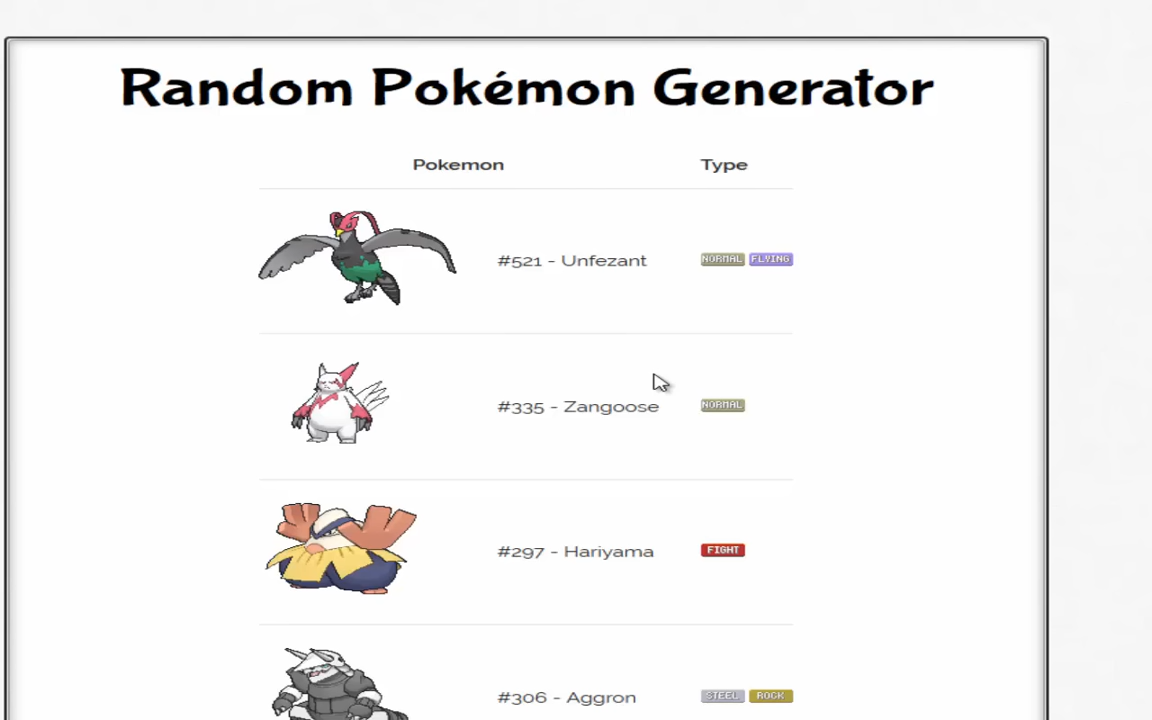 Random Pokémon Generator
Pokemon Type
#521 - Unfezant NORMAL FLYING
#335 - Zangoose NORMAL
#297 - Hariyama FIGHT
#306 - Aggron STEEL ROCK